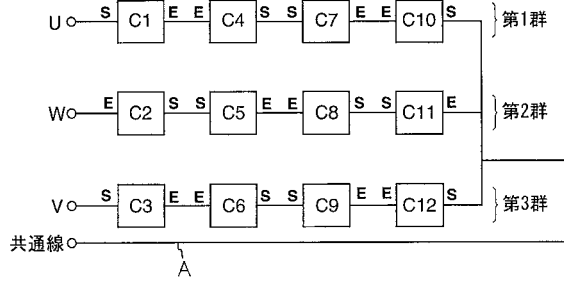 U S C1 E E C4 S S C7 E E C10 S 第1群
W E C2 S S C5 E E C8 S S C11 E 第2群
V S C3 E E C6 S S C9 E E C12 S 第3群
共通線
A